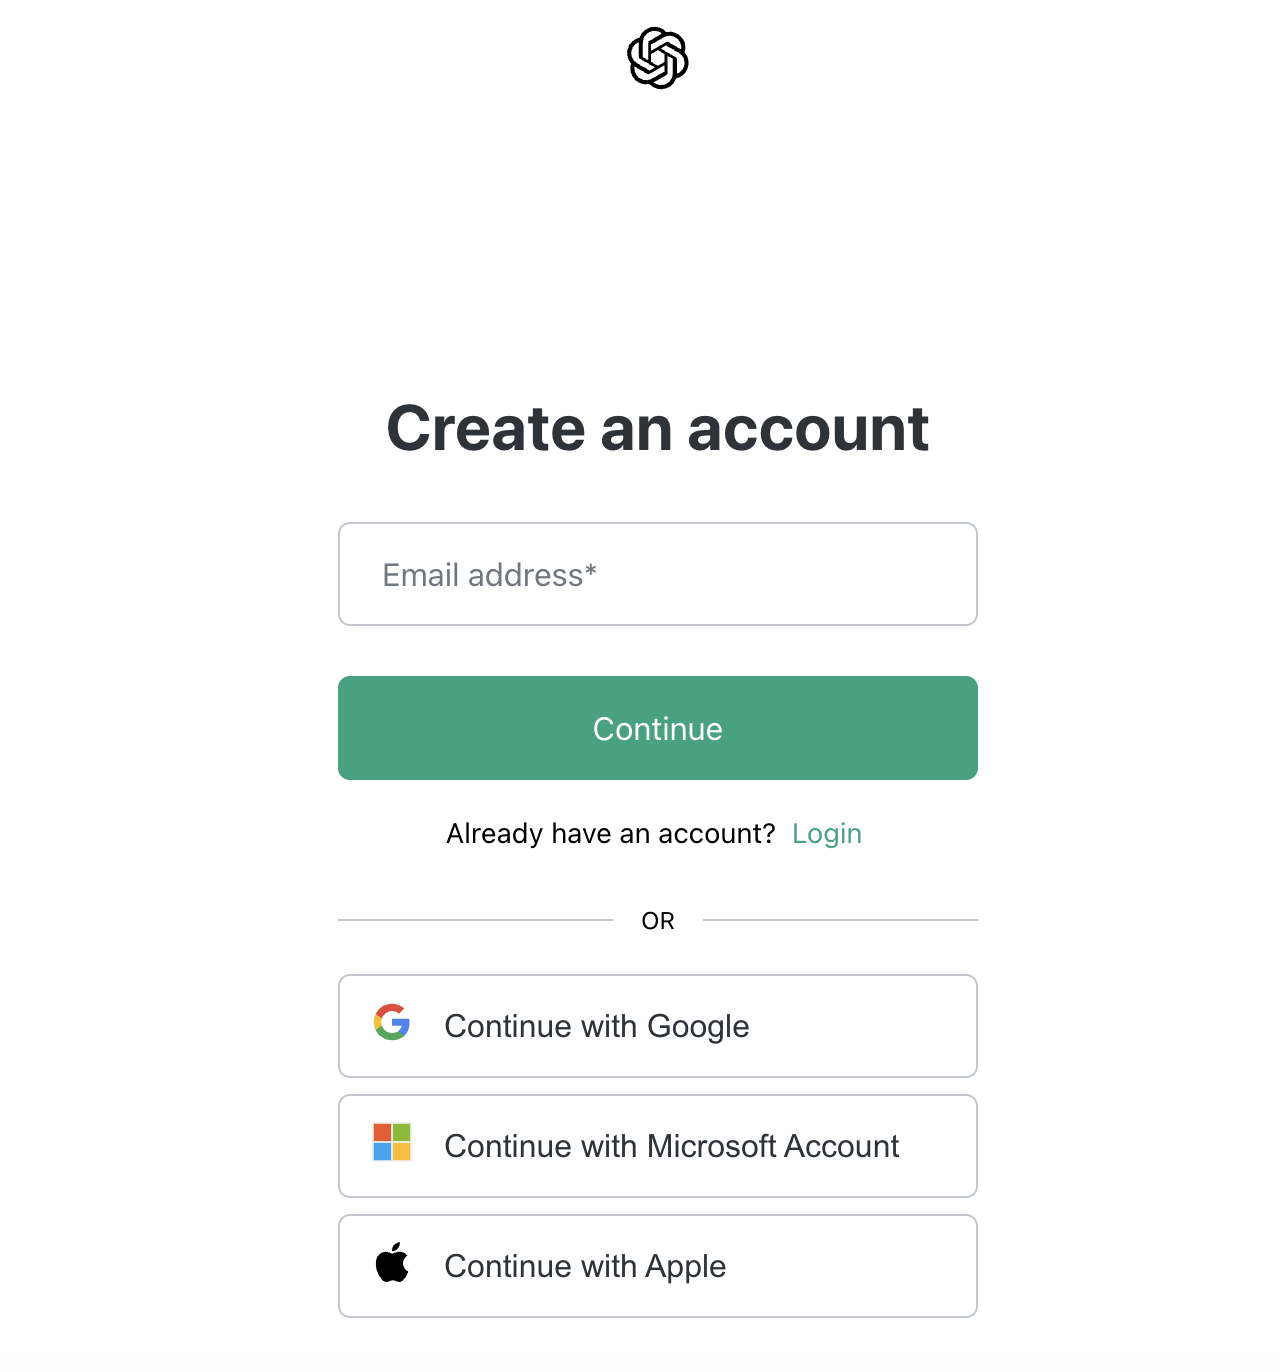 Create an account
Email address*
Continue
Already have an account? Login
OR
Continue with Google
Continue with Microsoft Account
Continue with Apple